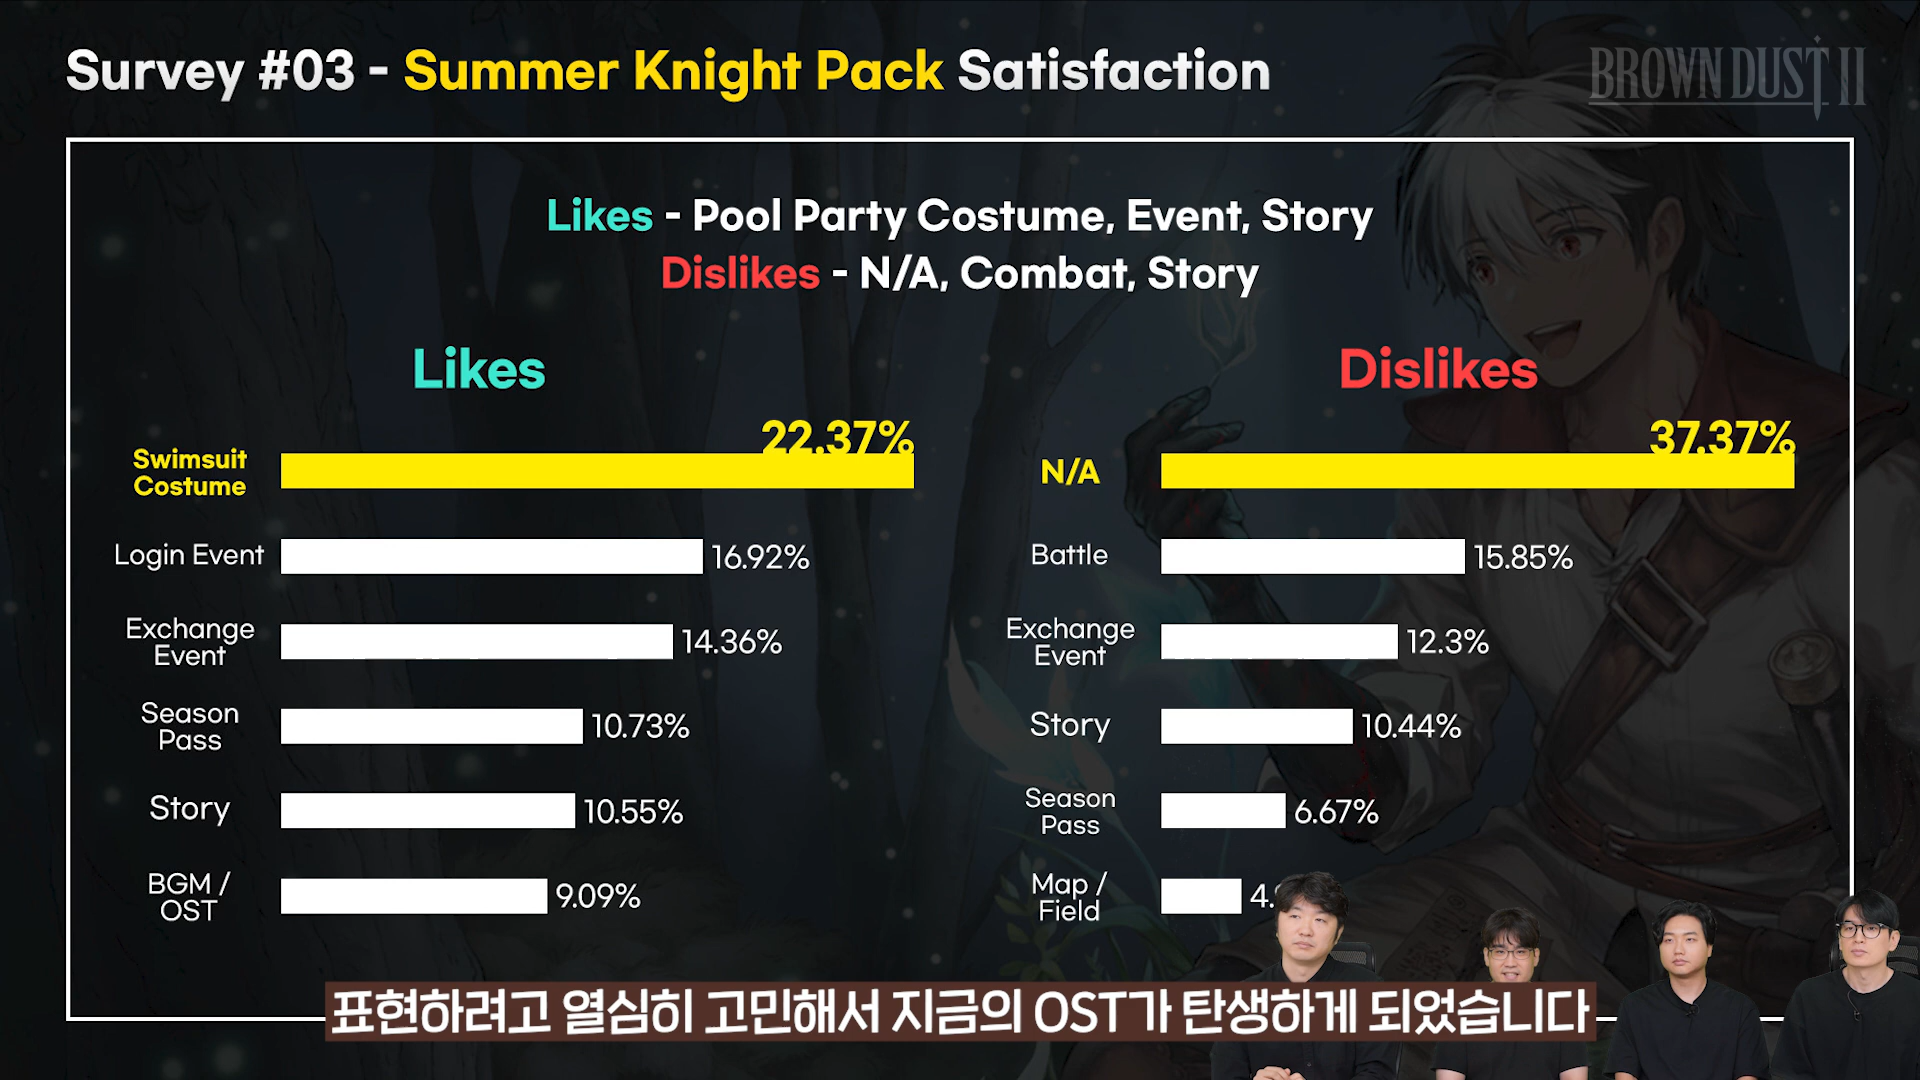 Survey #03 - Summer Knight Pack Satisfaction
BROWN DUST II
Likes - Pool Party Costume, Event, Story
Dislikes - N/A, Combat, Story
Likes
Swimsuit
Costume
22.37%
Login Event
16.92%
Exchange
Event
14.36%
Season
Pass
10.73%
Story
10.55%
BGM /
OST
9.09%
Dislikes
N/A
37.37%
Battle
15.85%
Exchange
Event
12.3%
Story
10.44%
Season
Pass
6.67%
Map /
Field
표현하려고 열심히 고민해서 지금의 OST가 탄생하게 되었습니다